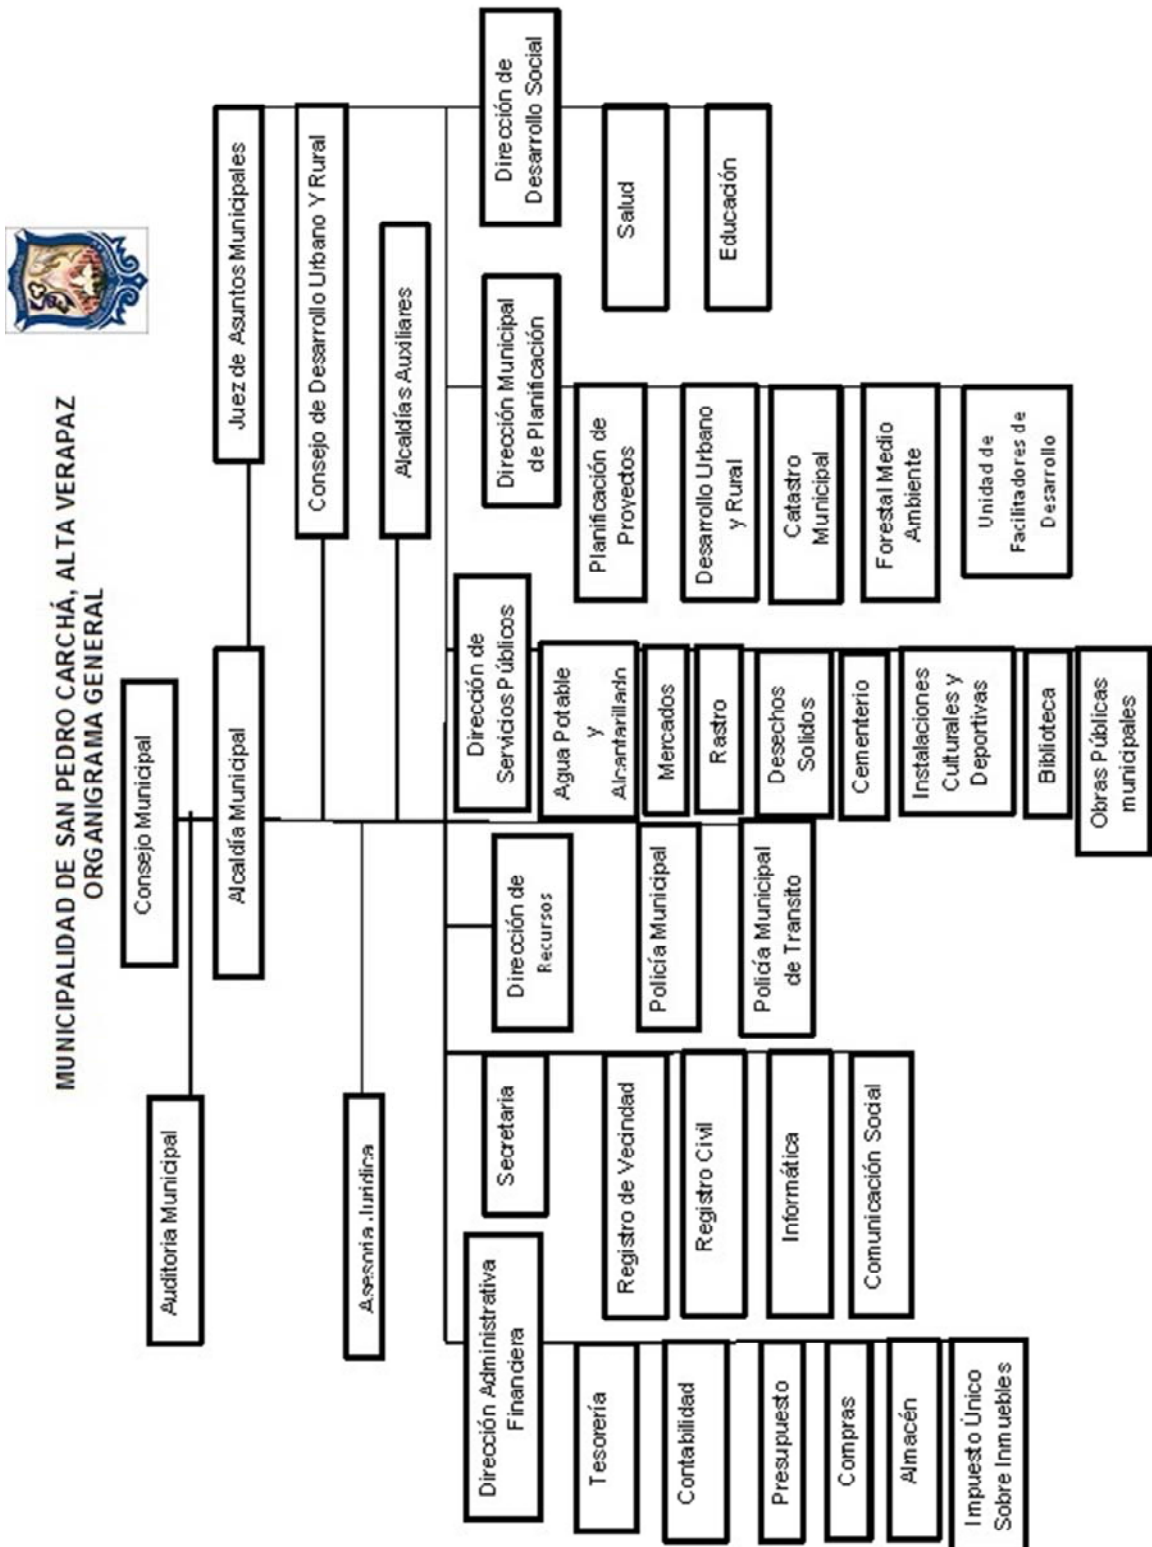 MUNICIPALIDAD DE SAN PEDRO CARCHÁ, ALTA VERAPAZ
ORGANIGRAMA GENERAL
Consejo Municipal
Auditoria Municipal
Alcaldía Municipal
Juez de Asuntos Municipales
Consejo de Desarrollo Urbano Y Rural
Asesoría Jurídica
Alcaldías Auxiliares
Dirección Administrativa
Financiera
Tesorería
Contabilidad
Presupuesto
Compras
Almacén
Impuesto Único
Sobre Inmuebles
Secretaria
Registro de Vecindad
Registro Civil
Informática
Comunicación Social
Dirección de
Recursos
Policía Municipal
Policía Municipal
de Transito
Dirección de
Servicios Públicos
Agua Potable
y
Alcantarillado
Mercados
Rastro
Desechos
Solidos
Cementerio
Instalaciones
Culturales y
Deportivas
Biblioteca
Obras Públicas
municipales
Dirección Municipal
de Planificación
Planificación de
Proyectos
Desarrollo Urbano
y Rural
Catastro
Municipal
Forestal Medio
Ambiente
Unidad de
Facilitadores de
Desarrollo
Dirección de
Desarrollo Social
Salud
Educación